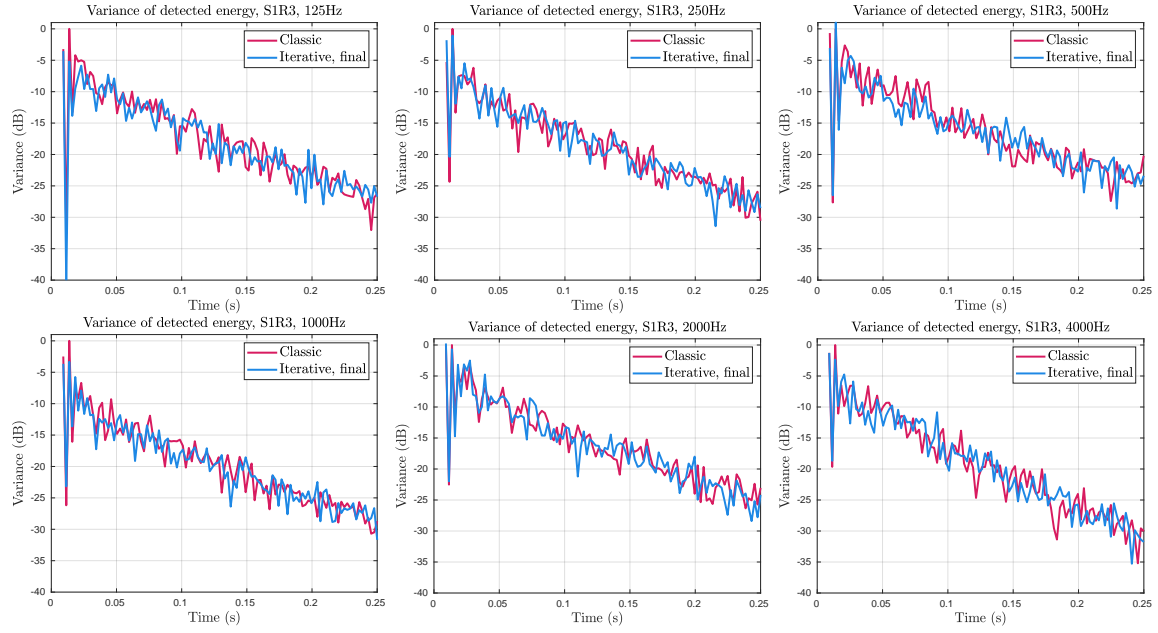 Variance of detected energy, S1R3, 125Hz
Classic
Iterative, final
Variance (dB)
0
-5
-10
-15
-20
-25
-30
-35
-40
0 0.05 0.1 0.15 0.2 0.25
Time (s)
Variance of detected energy, S1R3, 250Hz
Classic
Iterative, final
Variance (dB)
0
-5
-10
-15
-20
-25
-30
-35
-40
0 0.05 0.1 0.15 0.2 0.25
Time (s)
Variance of detected energy, S1R3, 500Hz
Classic
Iterative, final
Variance (dB)
0
-5
-10
-15
-20
-25
-30
-35
-40
0 0.05 0.1 0.15 0.2 0.25
Time (s)
Variance of detected energy, S1R3, 1000Hz
Classic
Iterative, final
Variance (dB)
0
-5
-10
-15
-20
-25
-30
-35
-40
0 0.05 0.1 0.15 0.2 0.25
Time (s)
Variance of detected energy, S1R3, 2000Hz
Classic
Iterative, final
Variance (dB)
0
-5
-10
-15
-20
-25
-30
-35
-40
0 0.05 0.1 0.15 0.2 0.25
Time (s)
Variance of detected energy, S1R3, 4000Hz
Classic
Iterative, final
Variance (dB)
0
-5
-10
-15
-20
-25
-30
-35
-40
0 0.05 0.1 0.15 0.2 0.25
Time (s)